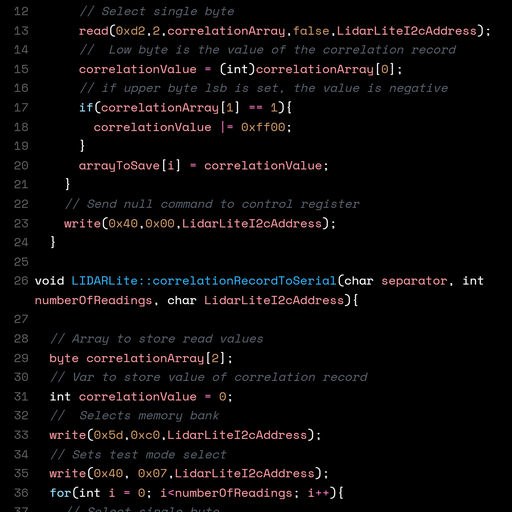 12 // Select single byte
13 read(0xd2,2,correlationArray,false,LidarLiteI2cAddress);
14 //  Low byte is the value of the correlation record
15 correlationValue = (int)correlationArray[0];
16 // if upper byte lsb is set, the value is negative
17 if(correlationArray[1] == 1){
18 correlationValue |= 0xff00;
19 }
20 arrayToSave[i] = correlationValue;
21 }
22 // Send null command to control register
23 write(0x40,0x00,LidarLiteI2cAddress);
24 }
25
26 void LIDARLite::correlationRecordToSerial(char separator, int
numberOfReadings, char LidarLiteI2cAddress){
27
28 // Array to store read values
29 byte correlationArray[2];
30 // Var to store value of correlation record
31 int correlationValue = 0;
32 //  Selects memory bank
33 write(0x5d,0xc0,LidarLiteI2cAddress);
34 // Sets test mode select
35 write(0x40, 0x07,LidarLiteI2cAddress);
36 for(int i = 0; i<numberOfReadings; i++){
37 // Select single byte